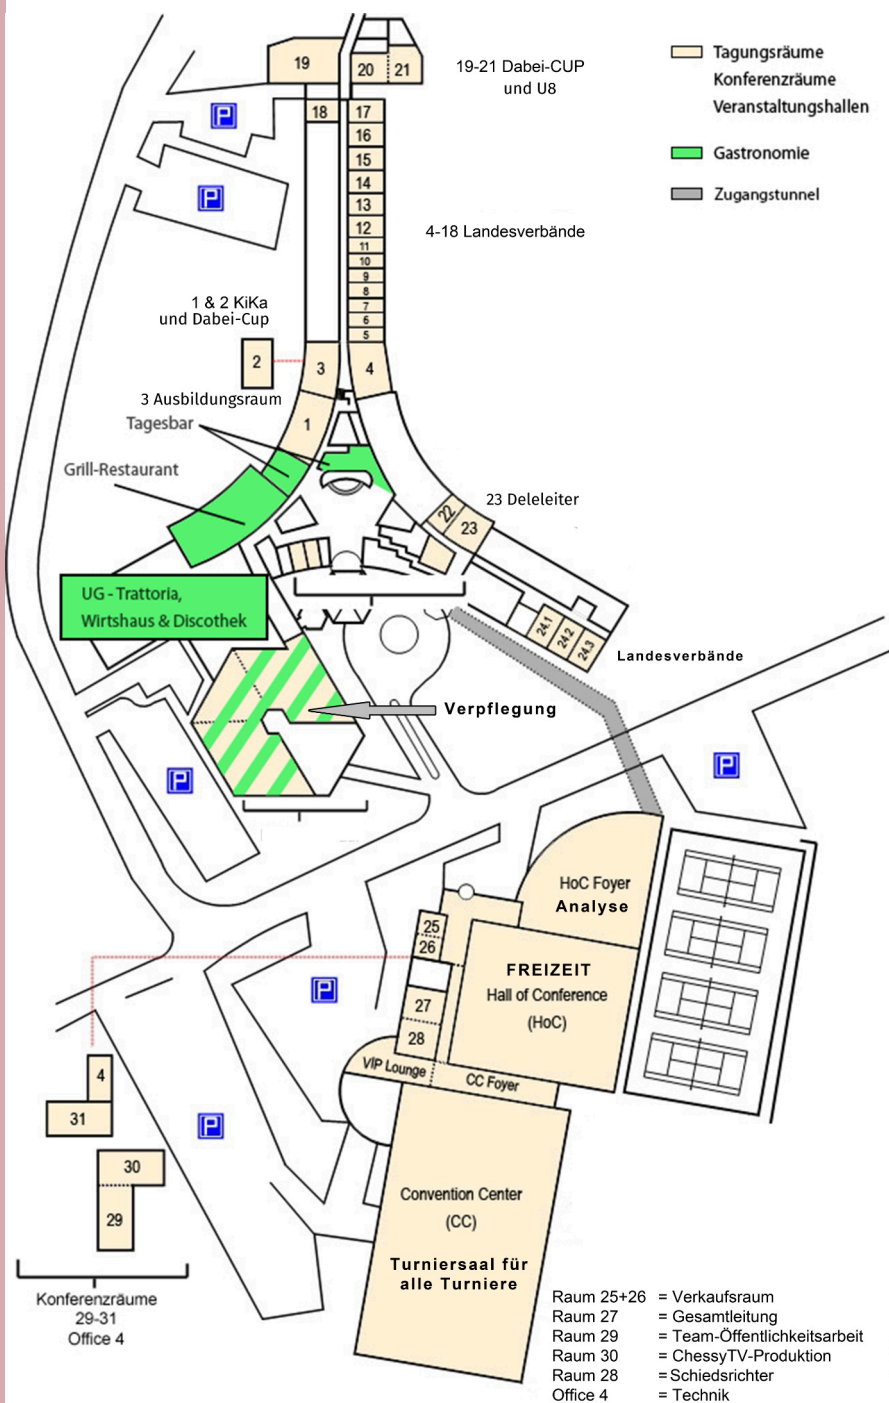 19
20
21
19-21 Dabei-CUP
und U8
Tagungsräume
Konferenzräume
Veranstaltungshallen
Gastronomie
Zugangstunnel
P
P
18
17
16
15
14
13
12
11
10
9
8
7
6
5
4-18 Landesverbände
1 & 2 KiKa
und Dabei-Cup
2
3
4
3 Ausbildungsraum
1
Tagesbar
Grill-Restaurant
22
23
23 Deleleiter
UG - Trattoria,
Wirtshaus & Discothek
24.1
24.2
24.3
Landesverbände
Verpflegung
P
P
HoC Foyer
Analyse
25
26
FREIZEIT
Hall of Conference
(HoC)
P
27
28
VIP Lounge
CC Foyer
4
31
P
30
29
Convention Center
(CC)
Turniersaal für
alle Turniere
Konferenzräume
29-31
Office 4
Raum 25+26 = Verkaufsraum
Raum 27 = Gesamtleitung
Raum 29 = Team-Öffentlichkeitsarbeit
Raum 30 = ChessyTV-Produktion
Raum 28 = Schiedsrichter
Office 4 = Technik